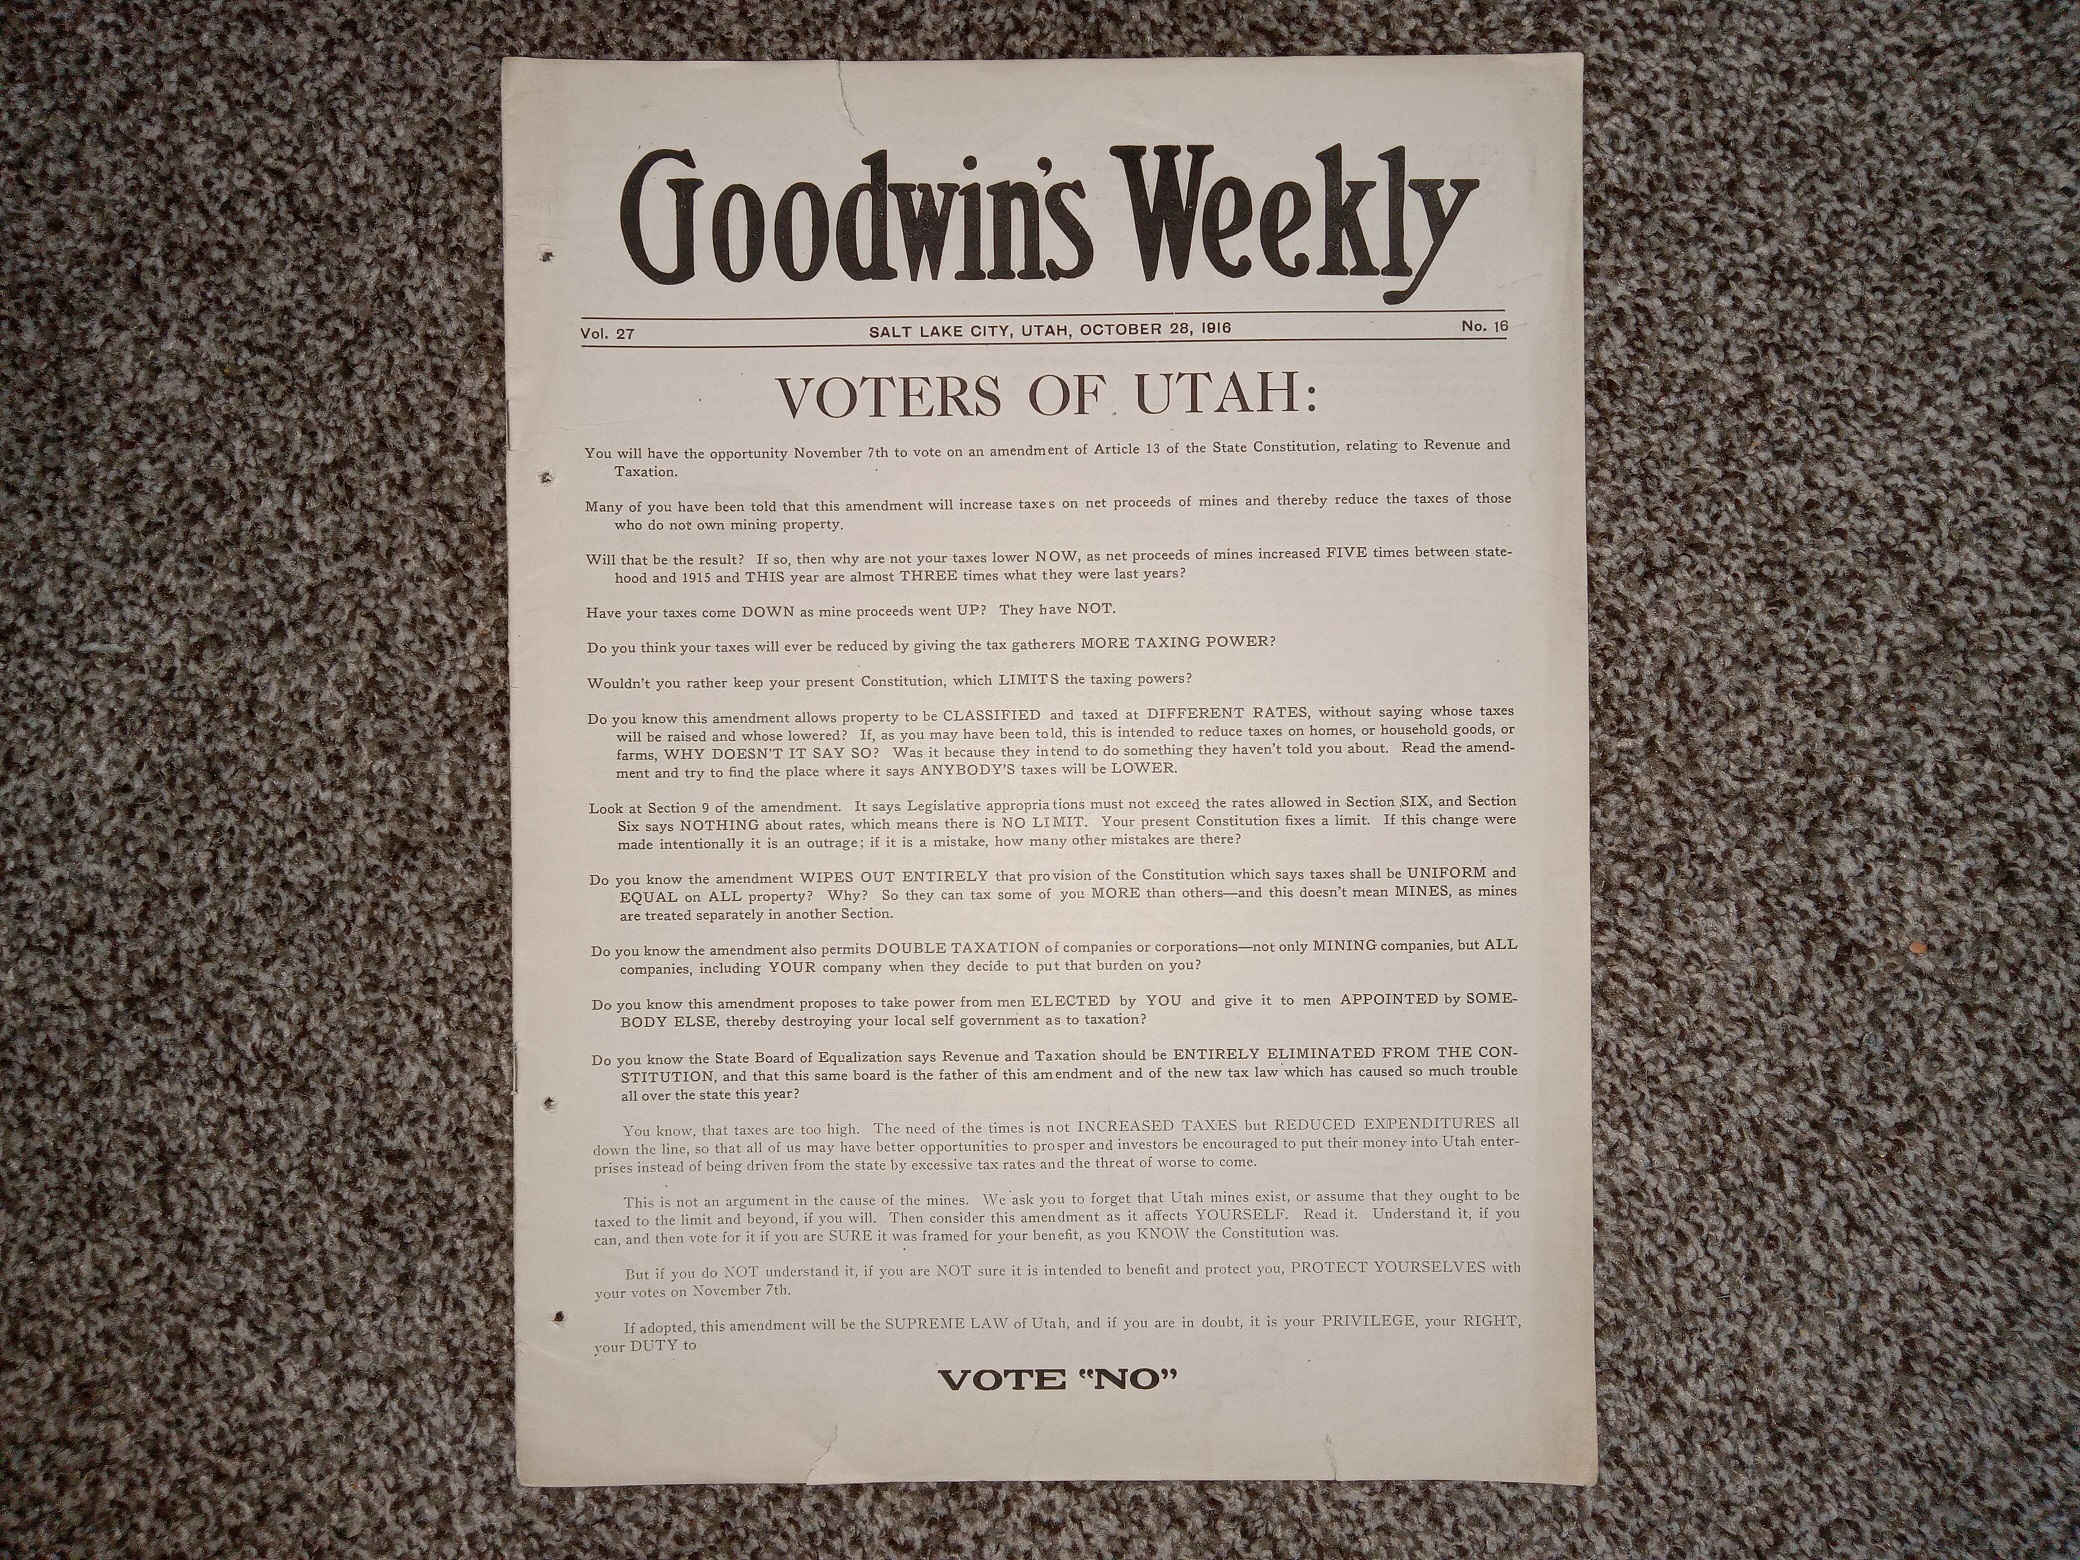 Goodwin's Weekly
Vol. 27 SALT LAKE CITY, UTAH, OCTOBER 28, 1916 No. 16
VOTERS OF UTAH:
You will have the opportunity November 7th to vote on an amendment of Article 13 of the State Constitution, relating to Revenue and
Taxation.
Many of you have been told that this amendment will increase taxes on net proceeds of mines and thereby reduce the taxes of those
who do not own mining property.
Will that be the result? If so, then why are not your taxes lower NOW, as net proceeds of mines increased FIVE times between state-
hood and 1915 and THIS year are almost THREE times what they were last years?
Have your taxes come DOWN as mine proceeds went UP? They have NOT.
Do you think your taxes will ever be reduced by giving the tax gatherers MORE TAXING POWER?
Wouldn't you rather keep your present Constitution, which LIMITS the taxing powers?
Do you know this amendment allows property to be CLASSIFIED and taxed at DIFFERENT RATES, without saying whose taxes
will be raised and whose lowered? If, as you may have been told, this is intended to reduce taxes on homes, or household goods, or
farms, WHY DOESN'T IT SAY SO? Was it because they intend to do something they haven't told you about. Read the amend-
ment and try to find the place where it says ANYBODY'S taxes will be LOWER.
Look at Section 9 of the amendment. It says Legislative appropriations must not exceed the rates allowed in Section SIX, and Section
Six says NOTHING about rates, which means there is NO LIMIT. Your present Constitution fixes a limit. If this change were
made intentionally it is an outrage; if it is a mistake, how many other mistakes are there?
Do you know the amendment WIPES OUT ENTIRELY that provision of the Constitution which says taxes shall be UNIFORM and
EQUAL on ALL property? Why? So they can tax some of you MORE than others—and this doesn't mean MINES, as mines
are treated separately in another Section.
Do you know the amendment also permits DOUBLE TAXATION of companies or corporations—not only MINING companies, but ALL
companies, including YOUR company when they decide to put that burden on you?
Do you know this amendment proposes to take power from men ELECTED by YOU and give it to men APPOINTED by SOME-
BODY ELSE, thereby destroying your local self government as to taxation?
Do you know the State Board of Equalization says Revenue and Taxation should be ENTIRELY ELIMINATED FROM THE CON-
STITUTION, and that this same board is the father of this amendment and of the new tax law which has caused so much trouble
all over the state this year?
You know, that taxes are too high. The need of the times is not INCREASED TAXES but REDUCED EXPENDITURES all
down the line, so that all of us may have better opportunities to prosper and investors be encouraged to put their money into Utah enter-
prises instead of being driven from the state by excessive tax rates and the threat of worse to come.
This is not an argument in the cause of the mines. We ask you to forget that Utah mines exist, or assume that they ought to be
taxed to the limit and beyond, if you will. Then consider this amendment as it affects YOURSELF. Read it. Understand it, if you
can, and then vote for it if you are SURE it was framed for your benefit, as you KNOW the Constitution was.
But if you do NOT understand it, if you are NOT sure it is intended to benefit and protect you, PROTECT YOURSELVES with
your votes on November 7th.
If adopted, this amendment will be the SUPREME LAW of Utah, and if you are in doubt, it is your PRIVILEGE, your RIGHT,
your DUTY to
VOTE "NO"